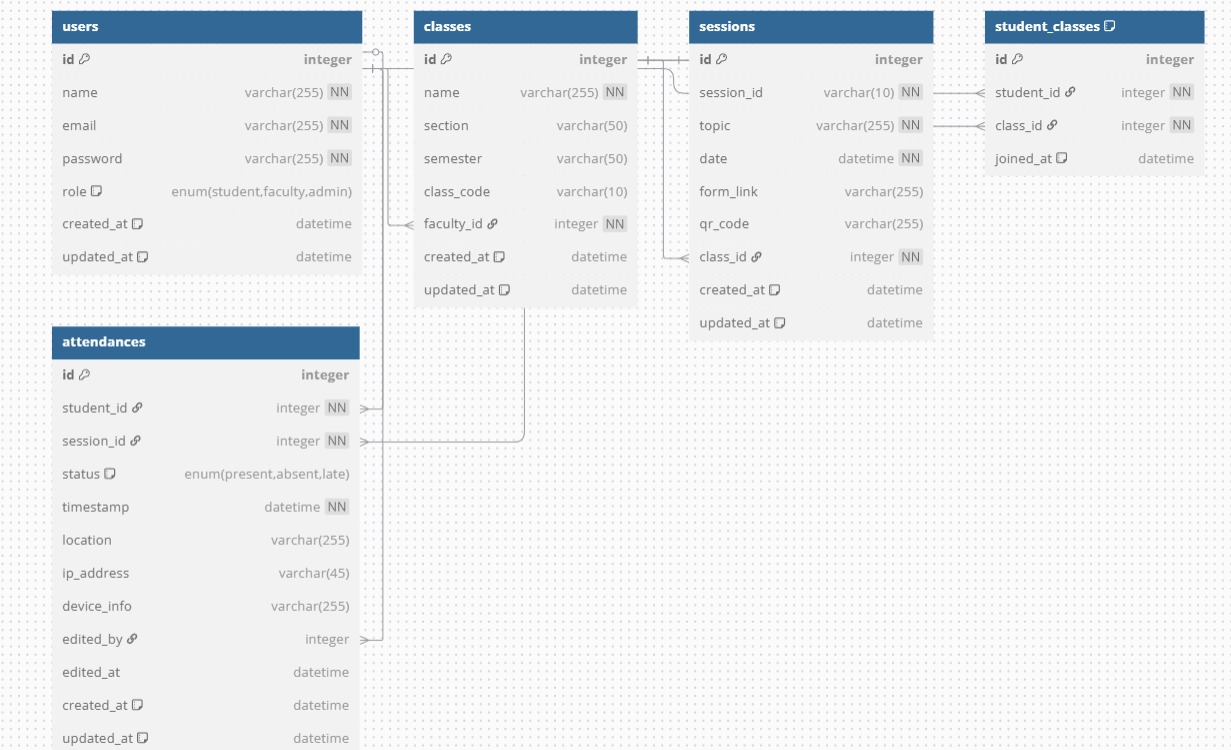 users
id integer
name varchar(255) NN
email varchar(255) NN
password varchar(255) NN
role enum(student,faculty,admin)
created_at datetime
updated_at datetime
classes
id integer
name varchar(255) NN
section varchar(50)
semester varchar(50)
class_code varchar(10)
faculty_id integer NN
created_at datetime
updated_at datetime
sessions
id integer
session_id varchar(10) NN
topic varchar(255) NN
date datetime NN
form_link varchar(255)
qr_code varchar(255)
class_id integer NN
created_at datetime
updated_at datetime
student_classes
id integer
student_id integer NN
class_id integer NN
joined_at datetime
attendances
id integer
student_id integer NN
session_id integer NN
status enum(present,absent,late)
timestamp datetime NN
location varchar(255)
ip_address varchar(45)
device_info varchar(255)
edited_by integer
edited_at datetime
created_at datetime
updated_at datetime